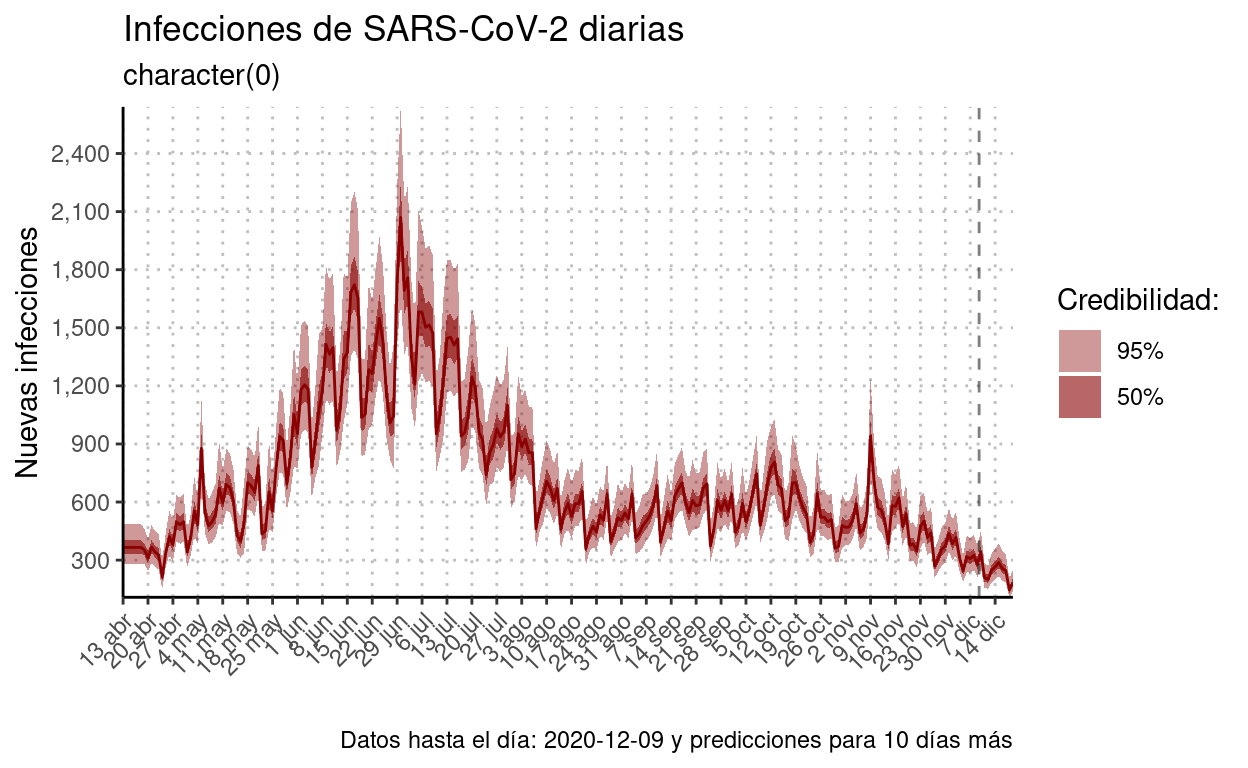 Infecciones de SARS-CoV-2 diarias
character(0)
Nuevas infecciones
2,400
2,100
1,800
1,500
1,200
900
600
300
13 abr
20 abr
27 abr
4 may
11 may
18 may
25 may
1 jun
8 jun
15 jun
22 jun
29 jun
6 jul
13 jul
20 jul
27 jul
3 ago
10 ago
17 ago
24 ago
31 ago
7 sep
14 sep
21 sep
28 sep
5 oct
12 oct
19 oct
26 oct
2 nov
9 nov
16 nov
23 nov
30 nov
7 dic
14 dic
Credibilidad:
95%
50%
Datos hasta el día: 2020-12-09 y predicciones para 10 días más